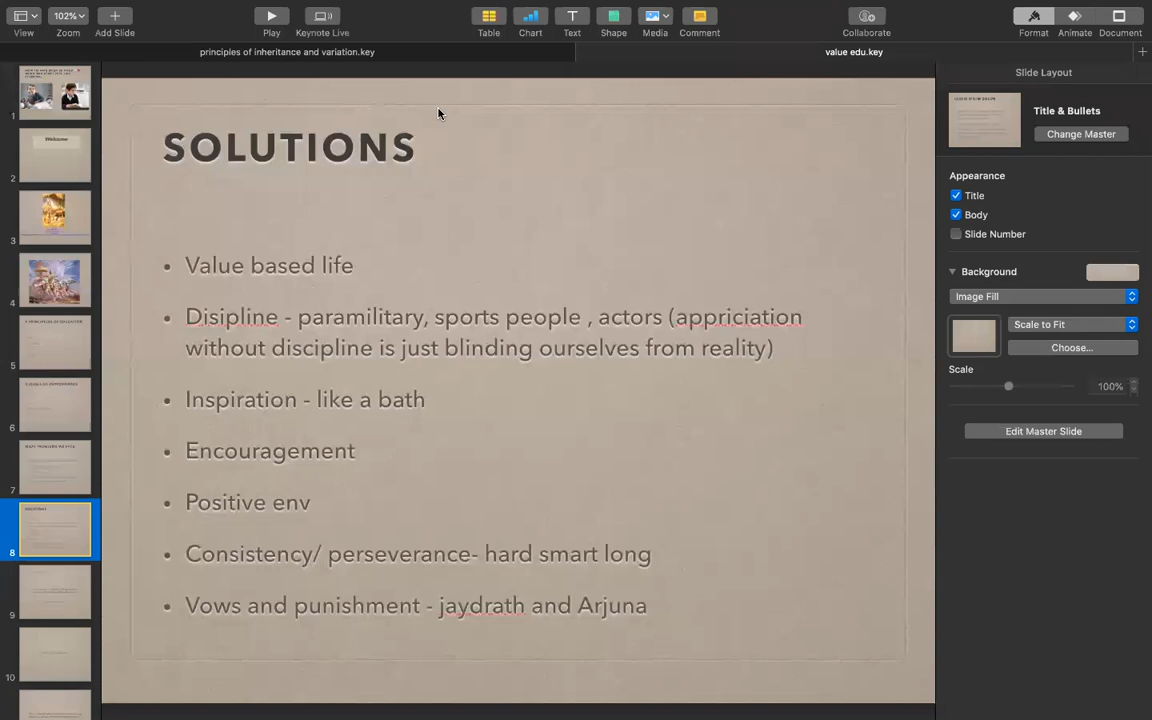 View
102%
Zoom
Add Slide
Play
Keynote Live
Table
Chart
Text
Shape
Media
Comment
Collaborate
Format
Animate
Document
principles of inheritance and variation.key
value edu.key
1
Welcome
2
3
4
5
6
7
8
9
10
SOLUTIONS
• Value based life
• Disipline - paramilitary, sports people , actors (appriciation
without discipline is just blinding ourselves from reality)
• Inspiration - like a bath
• Encouragement
• Positive env
• Consistency/ perseverance- hard smart long
• Vows and punishment - jaydrath and Arjuna
Slide Layout
Title & Bullets
Change Master
Appearance
Title
Body
Slide Number
Background
Image Fill
Scale to Fit
Choose...
Scale
100%
Edit Master Slide